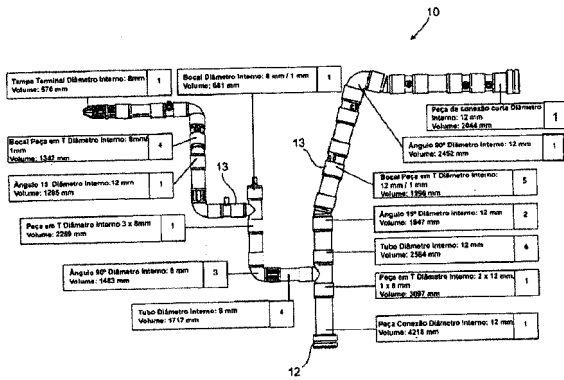 10
Tampa Terminal Diâmetro Interno: 8mm
Volume: 576 mm
1
Bocal Diâmetro Interno: 8 mm / 1 mm
Volume: 681 mm
1
Peça de conexão curta Diâmetro
Interno: 12 mm
Volume: 2044 mm
1
Bocal Peça em T Diâmetro Interno: 8mm/
1mm
Volume: 1342 mm
4
Ângulo 90º Diâmetro Interno: 12 mm
Volume: 2452 mm
1
13
Ângulo 15 Diâmetro Interno:12 mm
Volume: 1285 mm
1
13
Bocal Peça em T Diâmetro Interno:
12 mm / 1 mm
Volume: 1996 mm
5
Peça em T Diâmetro Interno 3 x 8mm
Volume: 2269 mm
1
Ângulo 15º Diâmetro Interno: 12 mm
Volume: 1847 mm
2
Tubo Diâmetro Interno: 12 mm
Volume: 2564 mm
Ângulo 90º Diâmetro Interno: 8 mm
Volume: 1483 mm
3
Peça em T Diâmetro Interno: 2 x 12 mm,
1 x 8 mm
Volume: 3097 mm
1
Tubo Diâmetro Interno: 8 mm
Volume: 1717 mm
4
Peça Conexão Diâmetro Interno: 12 mm
Volume: 4218 mm
1
12